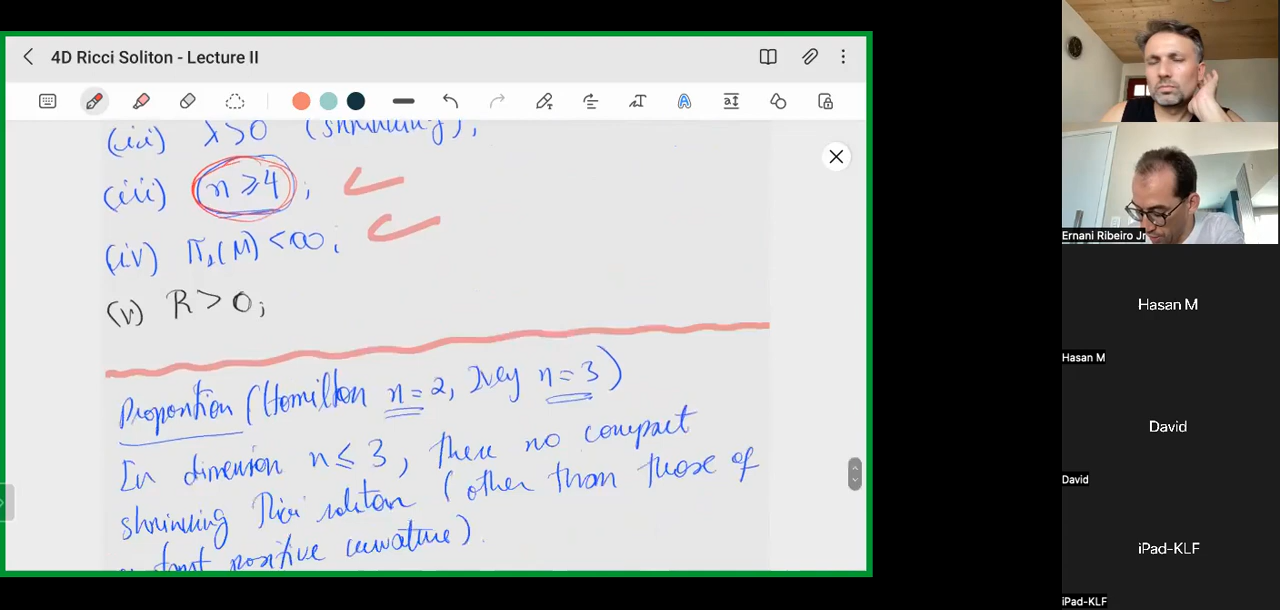 4D Ricci Soliton - Lecture II
λ>0 (shrinking);
(iii) n ≥ 4 ;
(iv) π₁(M) < ∞ ;
(v) R > 0;
Proposition (Hamilton n = 2, Ivey n = 3)
In dimension n ≤ 3, there no compact
shrinking Ricci soliton (other than those of
positive curvature).
Ernani Ribeiro Jr
Hasan M
Hasan M
David
David
iPad-KLF
iPad-KLF